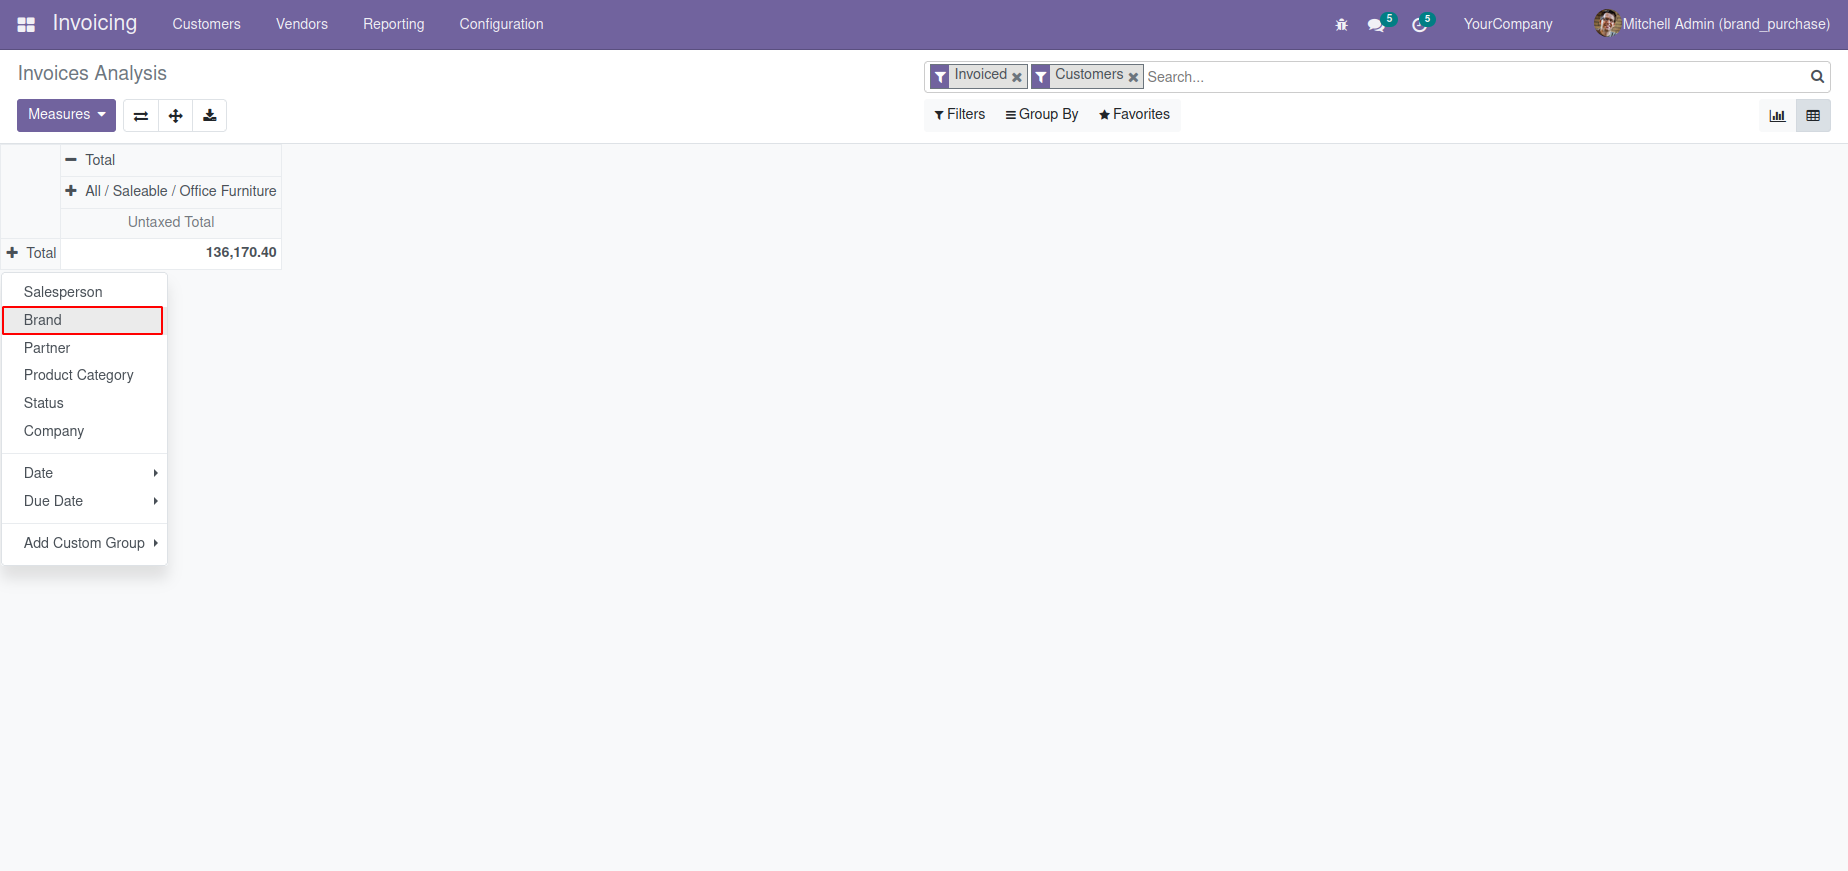 Invoicing Customers Vendors Reporting Configuration 5 5 YourCompany Mitchell Admin (brand_purchase)
Invoices Analysis
Invoiced Customers Search...
Measures
Filters Group By Favorites
Total
All / Saleable / Office Furniture
Untaxed Total
Total 136,170.40
Salesperson
Brand
Partner
Product Category
Status
Company
Date
Due Date
Add Custom Group